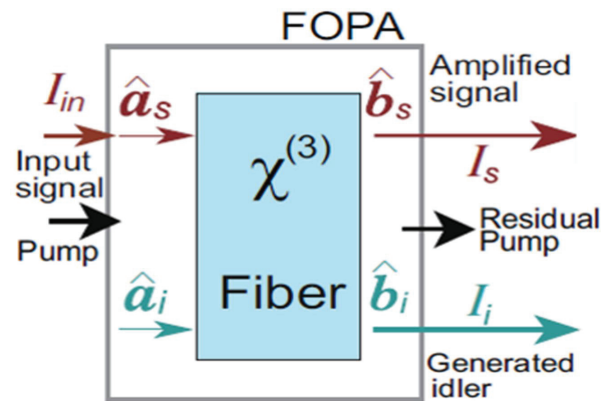 FOPA
I_in
â_s
b̂_s
Amplified
signal
Input
signal
χ^(3)
I_s
Pump
Residual
Pump
â_i
Fiber
b̂_i
I_i
Generated
idler